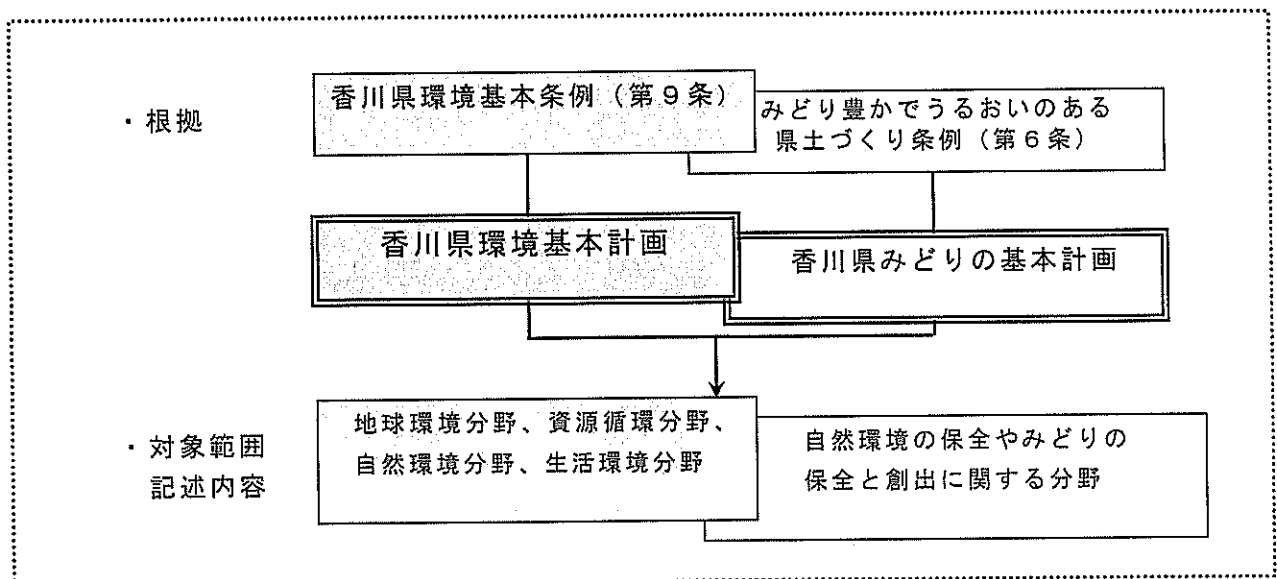 ・根拠
香川県環境基本条例（第９条）
みどり豊かでうるおいのある
県土づくり条例（第６条）
香川県環境基本計画
香川県みどりの基本計画
・対象範囲
記述内容
地球環境分野、資源循環分野、
自然環境分野、生活環境分野
自然環境の保全やみどりの
保全と創出に関する分野